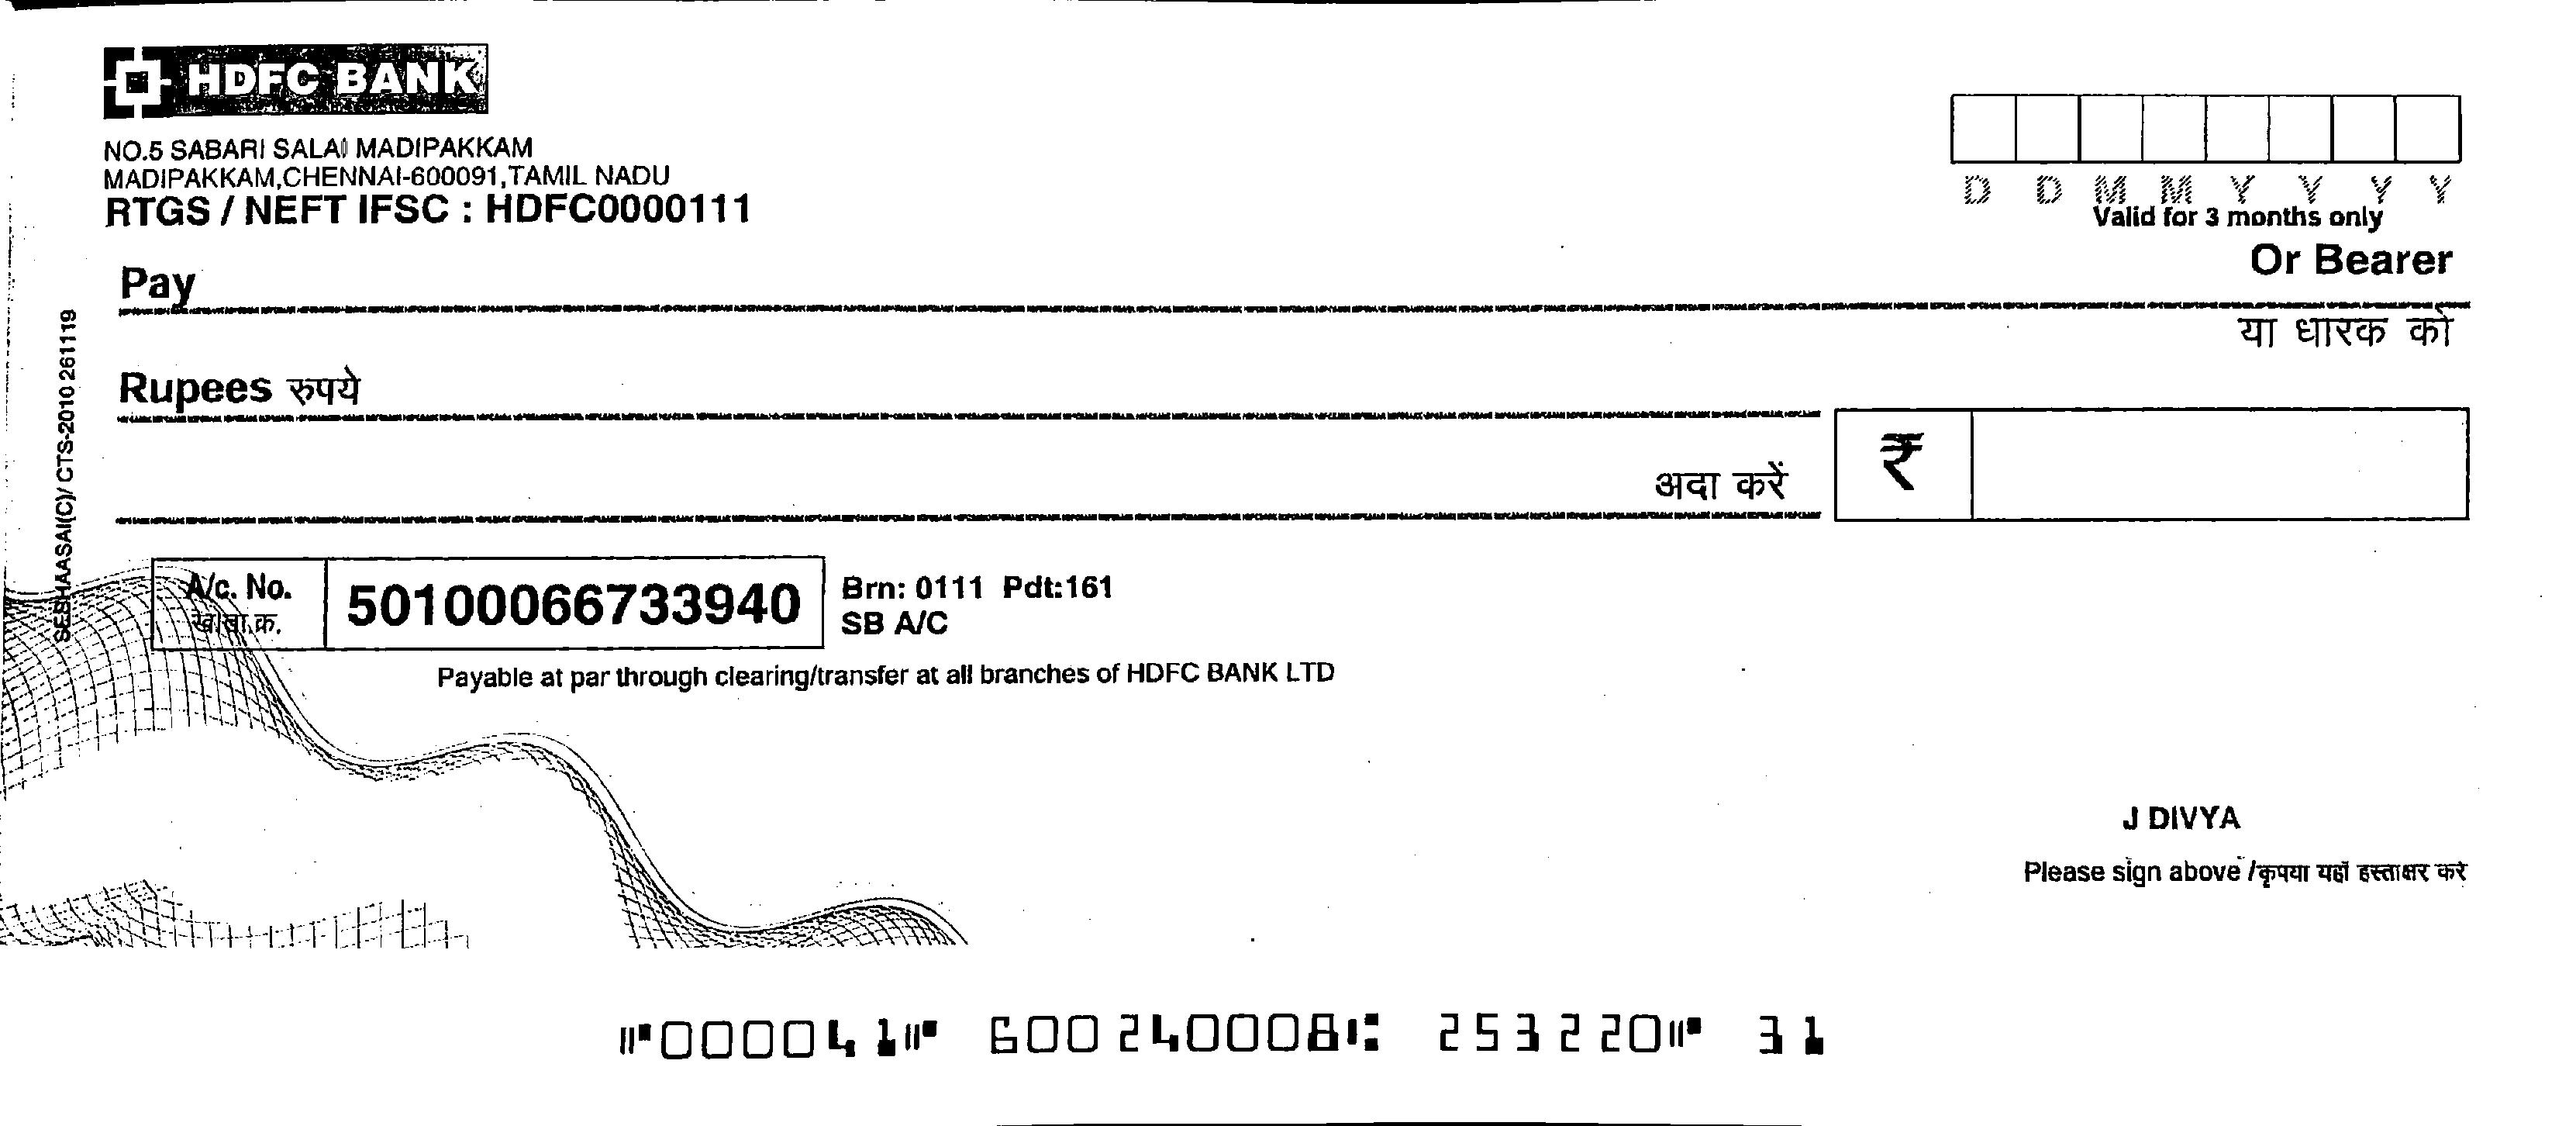 HDFC BANK
NO.5 SABARI SALAI MADIPAKKAM
MADIPAKKAM,CHENNAI-600091,TAMIL NADU
RTGS / NEFT IFSC : HDFC0000111
D D M M Y Y Y Y
Valid for 3 months only
Pay
Or Bearer
या धारक को
Rupees रुपये
अदा करें
₹
SESHAASAI(C)/ CTS-2010 261119
A/c. No.
खा.ता.क्र.
50100066733940
Brn: 0111 Pdt:161
SB A/C
Payable at par through clearing/transfer at all branches of HDFC BANK LTD
J DIVYA
Please sign above /कृपया यहाँ हस्ताक्षर करें
⑈000041⑈ 600240008⑆ 253220⑈ 31